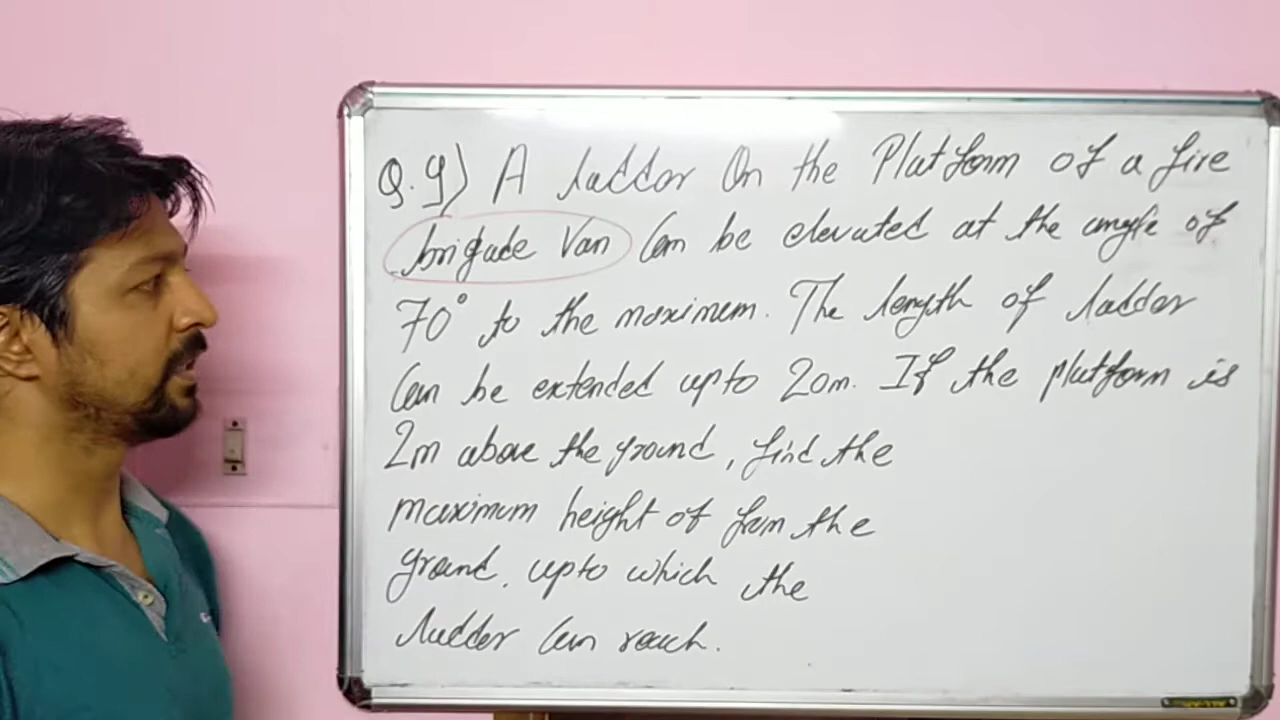 Q.9) A ladder On the Platform of a fire
brigade Van Can be elevated at the angle of
70° to the maximum. The length of ladder
Can be extended upto 20m. If the platform is
2m above the ground, find the
maximum height of from the
ground, upto which the
ladder Can reach.